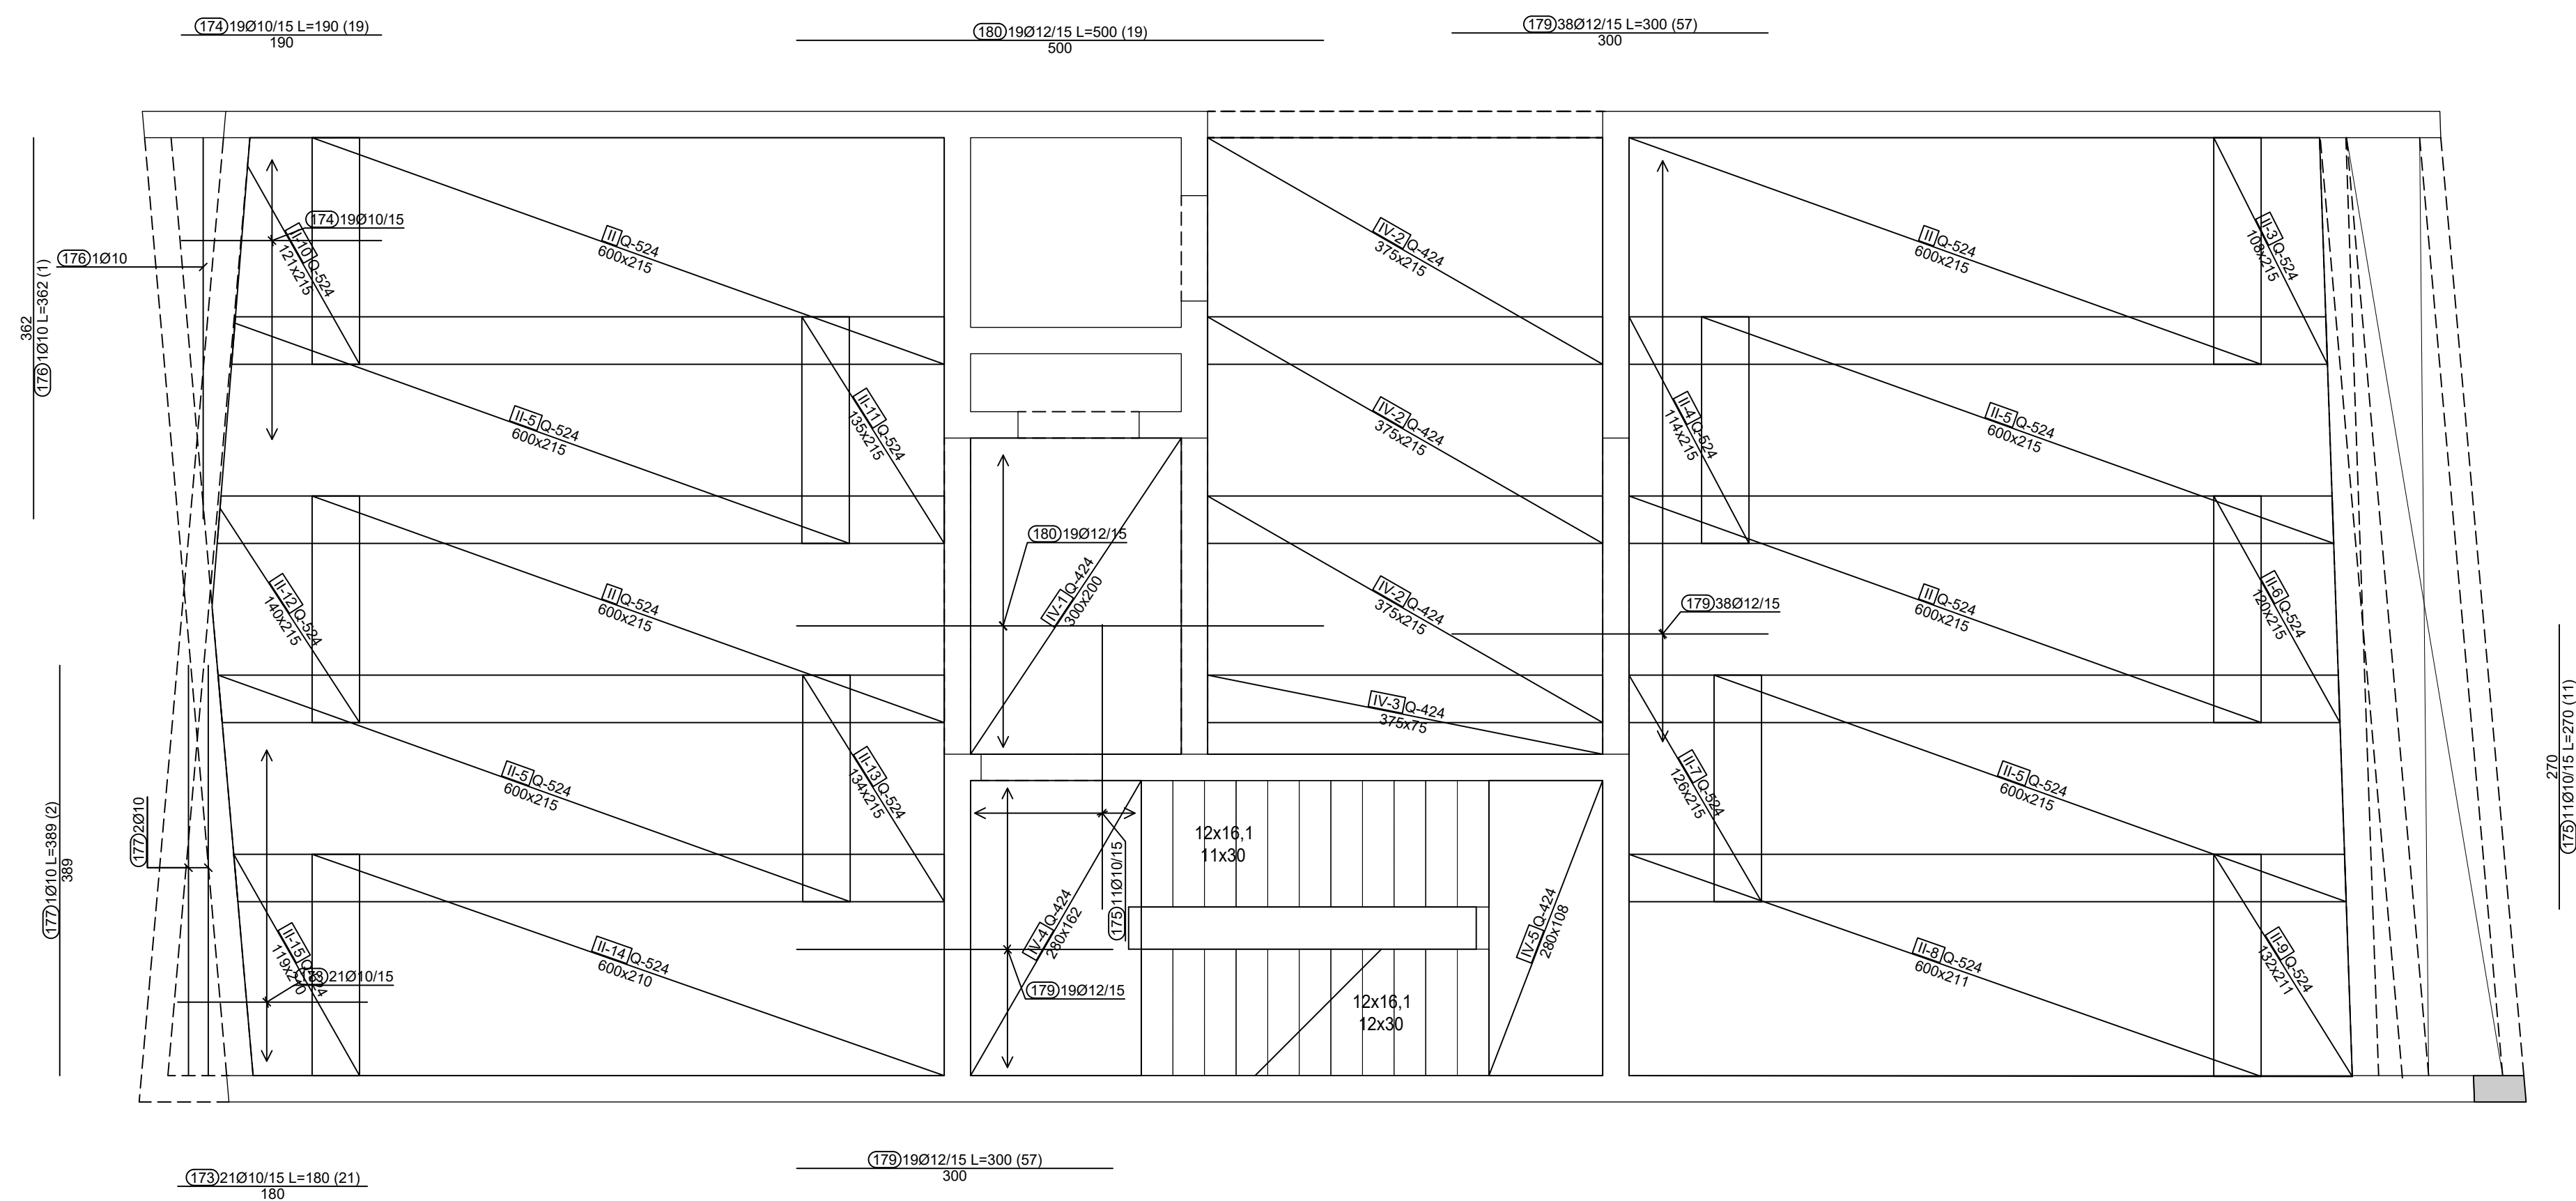 174 19Ø10/15 L=190 (19)
190
180 19Ø12/15 L=500 (19)
500
179 38Ø12/15 L=300 (57)
300
174 19Ø10/15
176 1Ø10
362
176 1Ø10 L=362 (1)
II-10 Q-524
121x215
II Q-524
600x215
IV-2 Q-424
375x215
II Q-524
600x215
II-3 Q-524
108x215
II-5 Q-524
600x215
II-11 Q-524
135x215
IV-2 Q-424
375x215
II-4 Q-524
114x215
II-5 Q-524
600x215
180 19Ø12/15
IV-1 Q-424
300x200
II-12 Q-524
140x215
II Q-524
600x215
IV-2 Q-424
375x215
179 38Ø12/15
II Q-524
600x215
II-6 Q-524
120x215
IV-3 Q-424
375x75
II-5 Q-524
600x215
II-13 Q-524
134x215
II-7 Q-524
126x215
II-5 Q-524
600x215
270
175 11Ø10/15 L=270 (11)
177 1Ø10 L=389 (2)
389
177 2Ø10
12x16,1
11x30
175 11Ø10/15
IV-4 Q-424
280x162
IV-5 Q-424
280x108
II-15 Q-524
119x210
173 21Ø10/15
II-14 Q-524
600x210
179 19Ø12/15
12x16,1
12x30
II-8 Q-524
600x211
II-9 Q-524
132x211
179 19Ø12/15 L=300 (57)
300
173 21Ø10/15 L=180 (21)
180